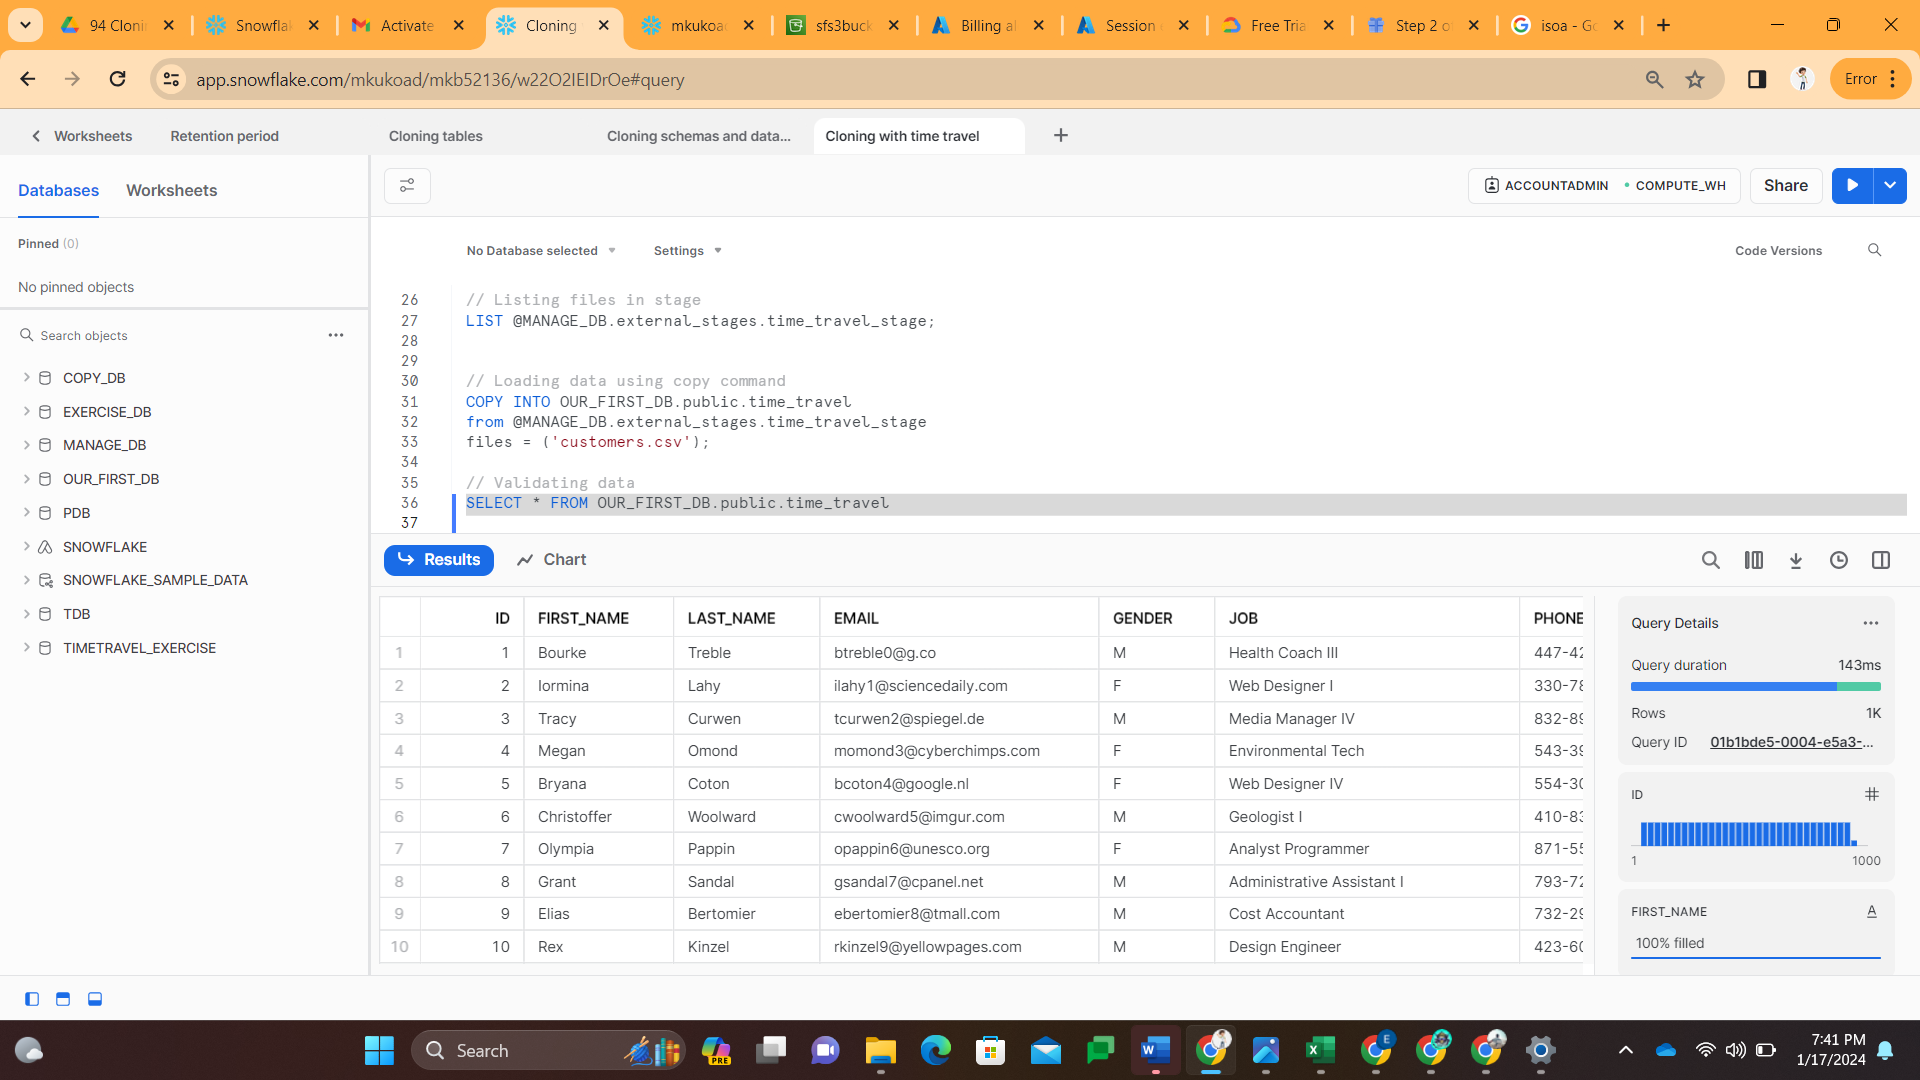 94 Cloni
Snowflak
Activate
Cloning
mkukoad
sfs3buck
Billing al
Session
Free Tria
Step 2 o
isoa - Go
app.snowflake.com/mkukoad/mkb52136/w22O2IEIDrOe#query
Error
Worksheets
Retention period
Cloning tables
Cloning schemas and data...
Cloning with time travel
Databases
Worksheets
ACCOUNTADMIN
COMPUTE_WH
Share
Pinned (0)
No pinned objects
No Database selected
Settings
Code Versions
Search objects
COPY_DB
EXERCISE_DB
MANAGE_DB
OUR_FIRST_DB
PDB
SNOWFLAKE
SNOWFLAKE_SAMPLE_DATA
TDB
TIMETRAVEL_EXERCISE
26 // Listing files in stage
27 LIST @MANAGE_DB.external_stages.time_travel_stage;
28
29
30 // Loading data using copy command
31 COPY INTO OUR_FIRST_DB.public.time_travel
32 from @MANAGE_DB.external_stages.time_travel_stage
33 files = ('customers.csv');
34
35 // Validating data
36 SELECT * FROM OUR_FIRST_DB.public.time_travel
37
Results
Chart
ID FIRST_NAME LAST_NAME EMAIL GENDER JOB PHONE
1 1 Bourke Treble btreble0@g.co M Health Coach III 447-42
2 2 Iormina Lahy ilahy1@sciencedaily.com F Web Designer I 330-78
3 3 Tracy Curwen tcurwen2@spiegel.de M Media Manager IV 832-89
4 4 Megan Omond momond3@cyberchimps.com F Environmental Tech 543-39
5 5 Bryana Coton bcoton4@google.nl F Web Designer IV 554-30
6 6 Christoffer Woolward cwoolward5@imgur.com M Geologist I 410-83
7 7 Olympia Pappin opappin6@unesco.org F Analyst Programmer 871-55
8 8 Grant Sandal gsandal7@cpanel.net M Administrative Assistant I 793-72
9 9 Elias Bertomier ebertomier8@tmall.com M Cost Accountant 732-29
10 10 Rex Kinzel rkinzel9@yellowpages.com M Design Engineer 423-60
Query Details
Query duration 143ms
Rows 1K
Query ID 01b1bde5-0004-e5a3-...
ID
1 1000
FIRST_NAME
100% filled
Search
PRE
E
7:41 PM
1/17/2024